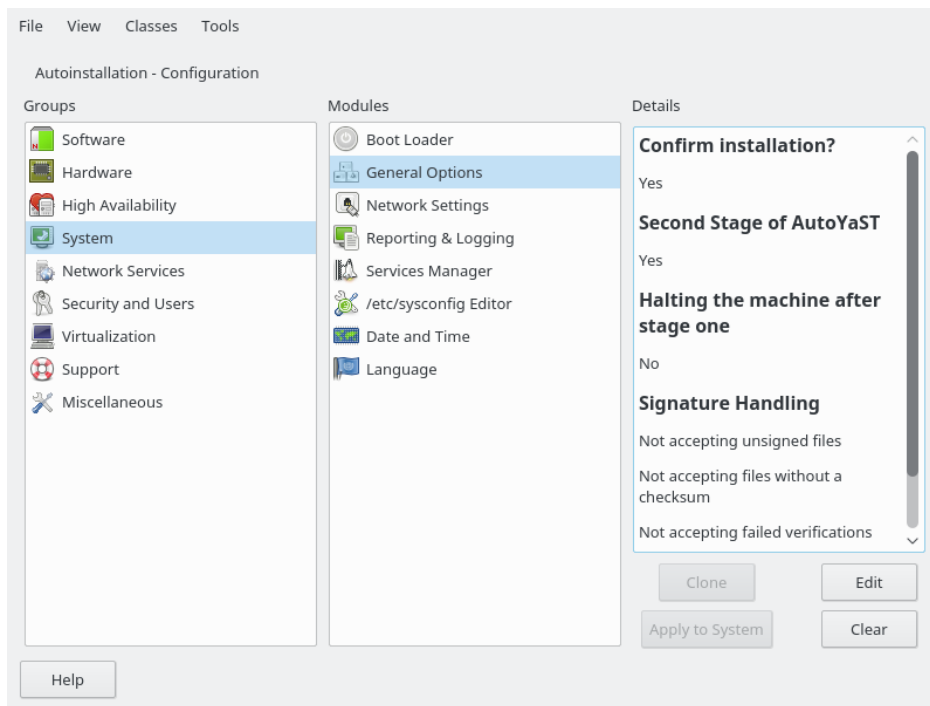 File View Classes Tools
Autoinstallation - Configuration
Groups
Software
Hardware
High Availability
System
Network Services
Security and Users
Virtualization
Support
Miscellaneous
Modules
Boot Loader
General Options
Network Settings
Reporting & Logging
Services Manager
/etc/sysconfig Editor
Date and Time
Language
Details
Confirm installation?
Yes
Second Stage of AutoYaST
Yes
Halting the machine after
stage one
No
Signature Handling
Not accepting unsigned files
Not accepting files without a
checksum
Not accepting failed verifications
Clone Edit
Apply to System Clear
Help